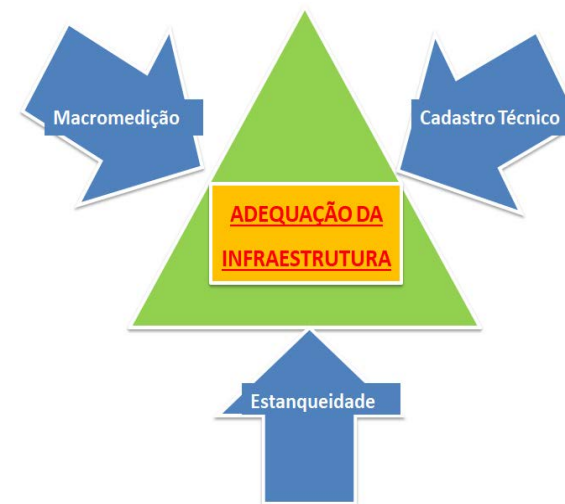 Macromedição
Cadastro Técnico
ADEQUAÇÃO DA
INFRAESTRUTURA
Estanqueidade